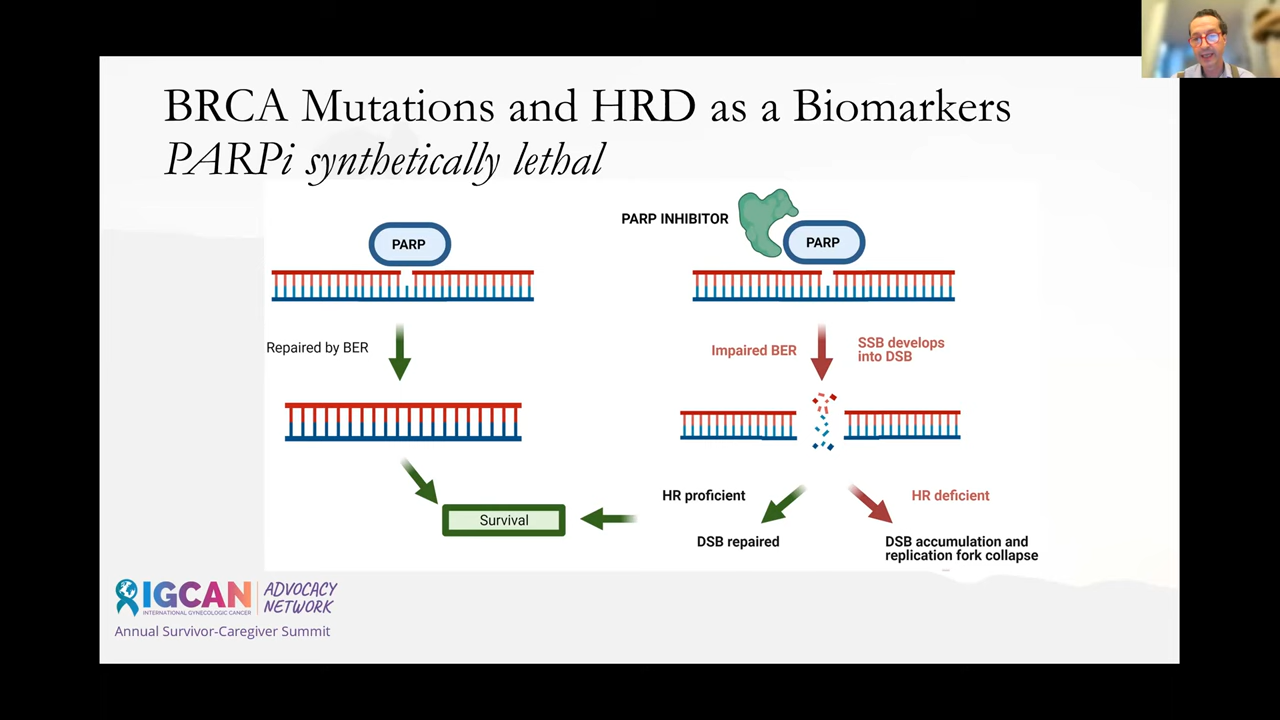 BRCA Mutations and HRD as a Biomarkers
PARPi synthetically lethal
PARP
Repaired by BER
PARP INHIBITOR
PARP
Impaired BER
SSB develops
into DSB
HR proficient
HR deficient
Survival
DSB repaired
DSB accumulation and
replication fork collapse
IGCAN
INTERNATIONAL GYNECOLOGIC CANCER
ADVOCACY
NETWORK
Annual Survivor-Caregiver Summit